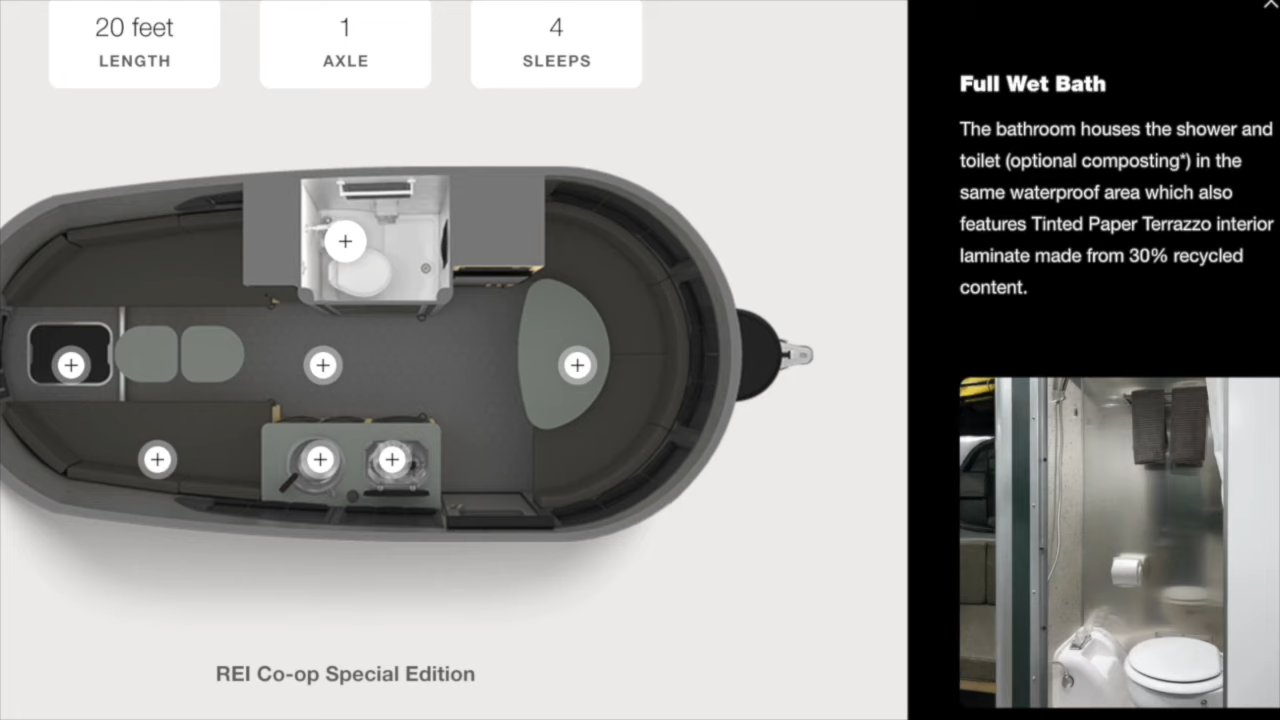 20 feet
LENGTH
1
AXLE
4
SLEEPS
REI Co-op Special Edition
Full Wet Bath
The bathroom houses the shower and
toilet (optional composting*) in the
same waterproof area which also
features Tinted Paper Terrazzo interior
laminate made from 30% recycled
content.